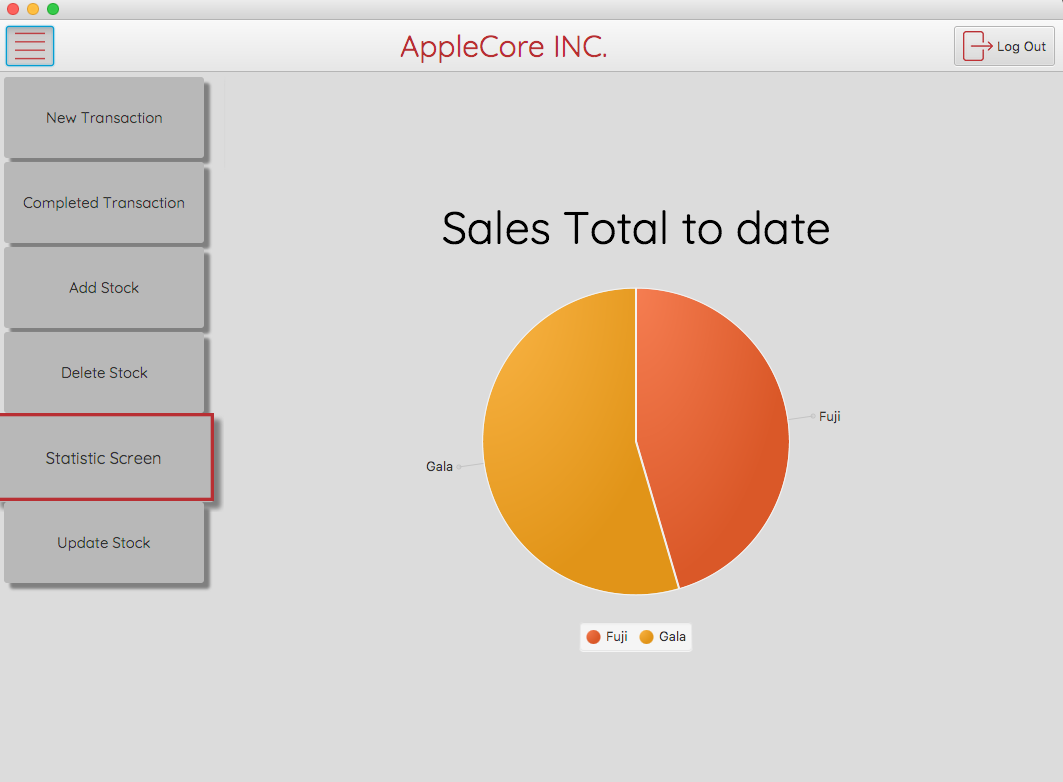 AppleCore INC.
Log Out
New Transaction
Completed Transaction
Add Stock
Delete Stock
Statistic Screen
Update Stock
Sales Total to date
Fuji
Gala
Fuji Gala